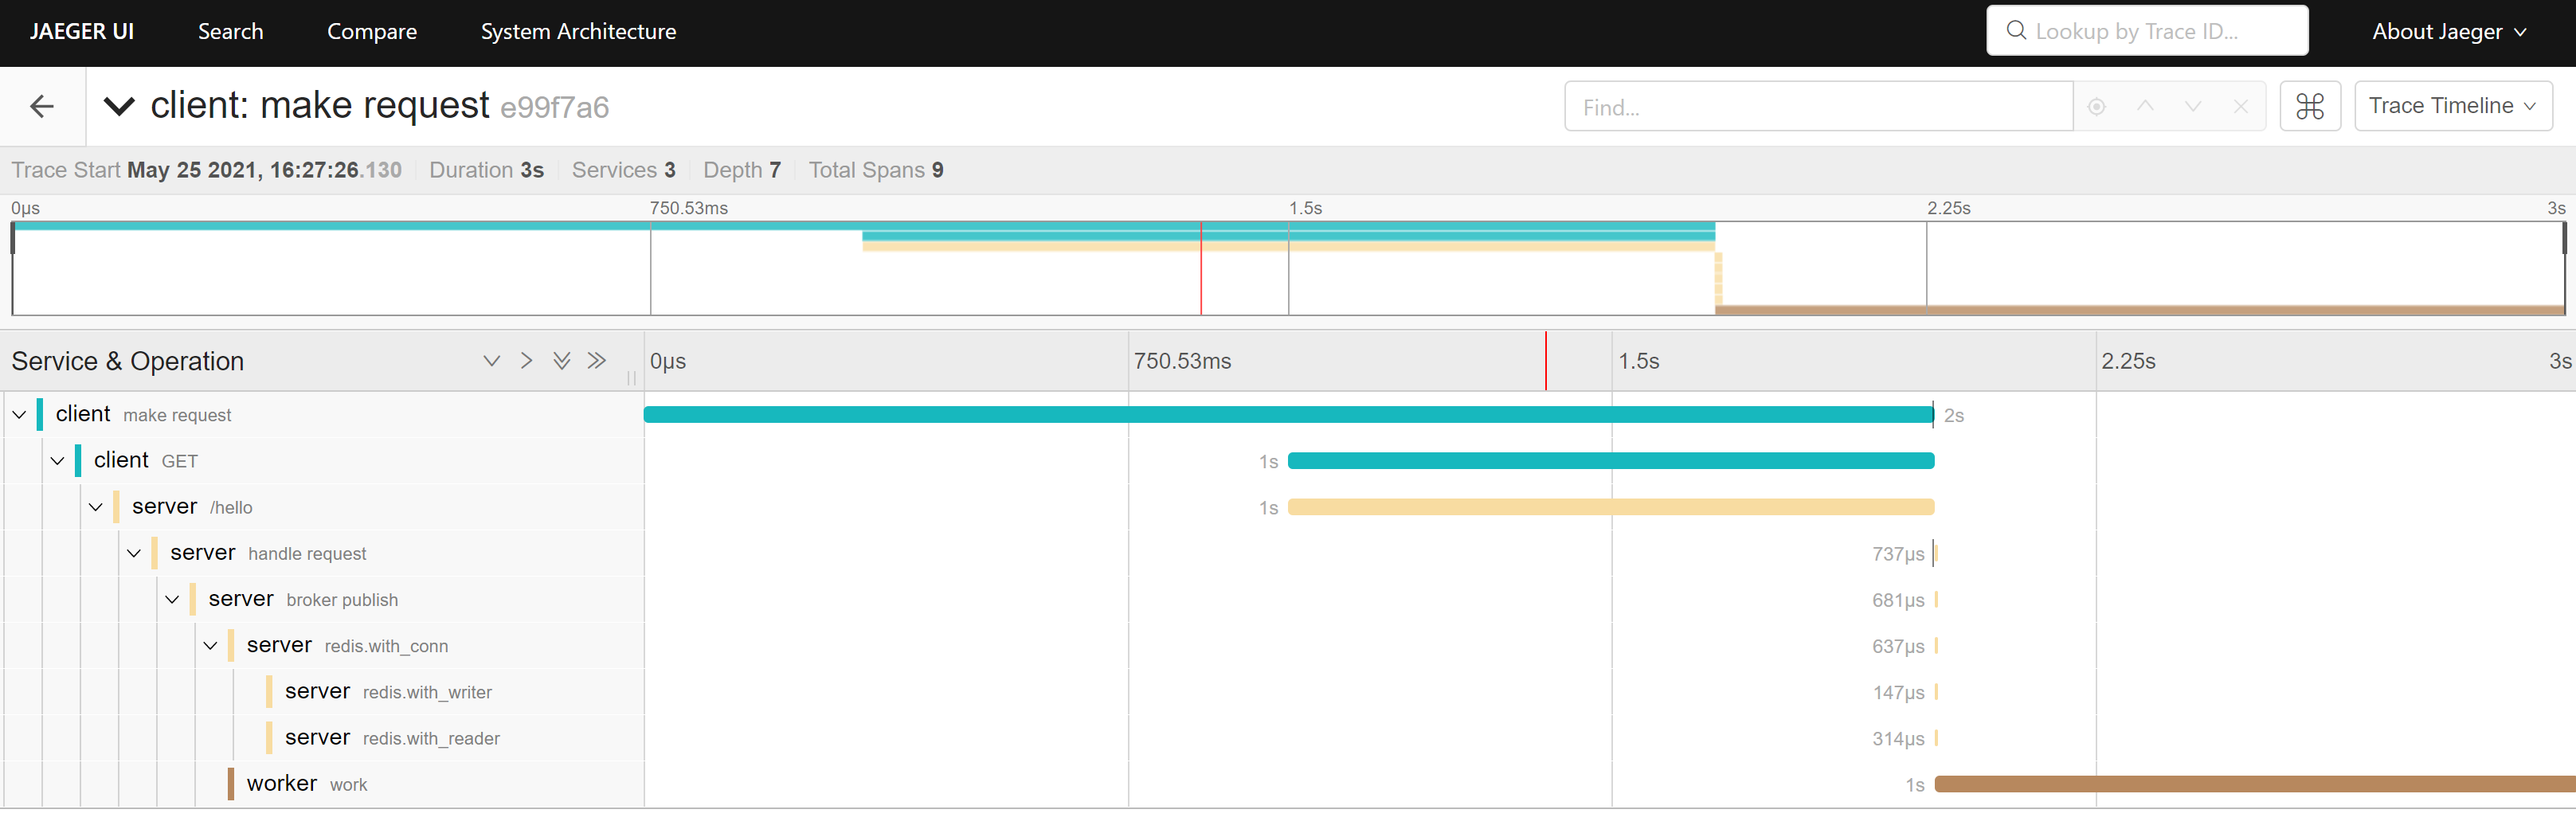 JAEGER UI Search Compare System Architecture Lookup by Trace ID... About Jaeger
client: make request e99f7a6 Find... Trace Timeline
Trace Start May 25 2021, 16:27:26.130 Duration 3s Services 3 Depth 7 Total Spans 9
0μs 750.53ms 1.5s 2.25s 3s
Service & Operation 0μs 750.53ms 1.5s 2.25s 3s
client make request 2s
client GET 1s
server /hello 1s
server handle request 737μs
server broker publish 681μs
server redis.with_conn 637μs
server redis.with_writer 147μs
server redis.with_reader 314μs
worker work 1s